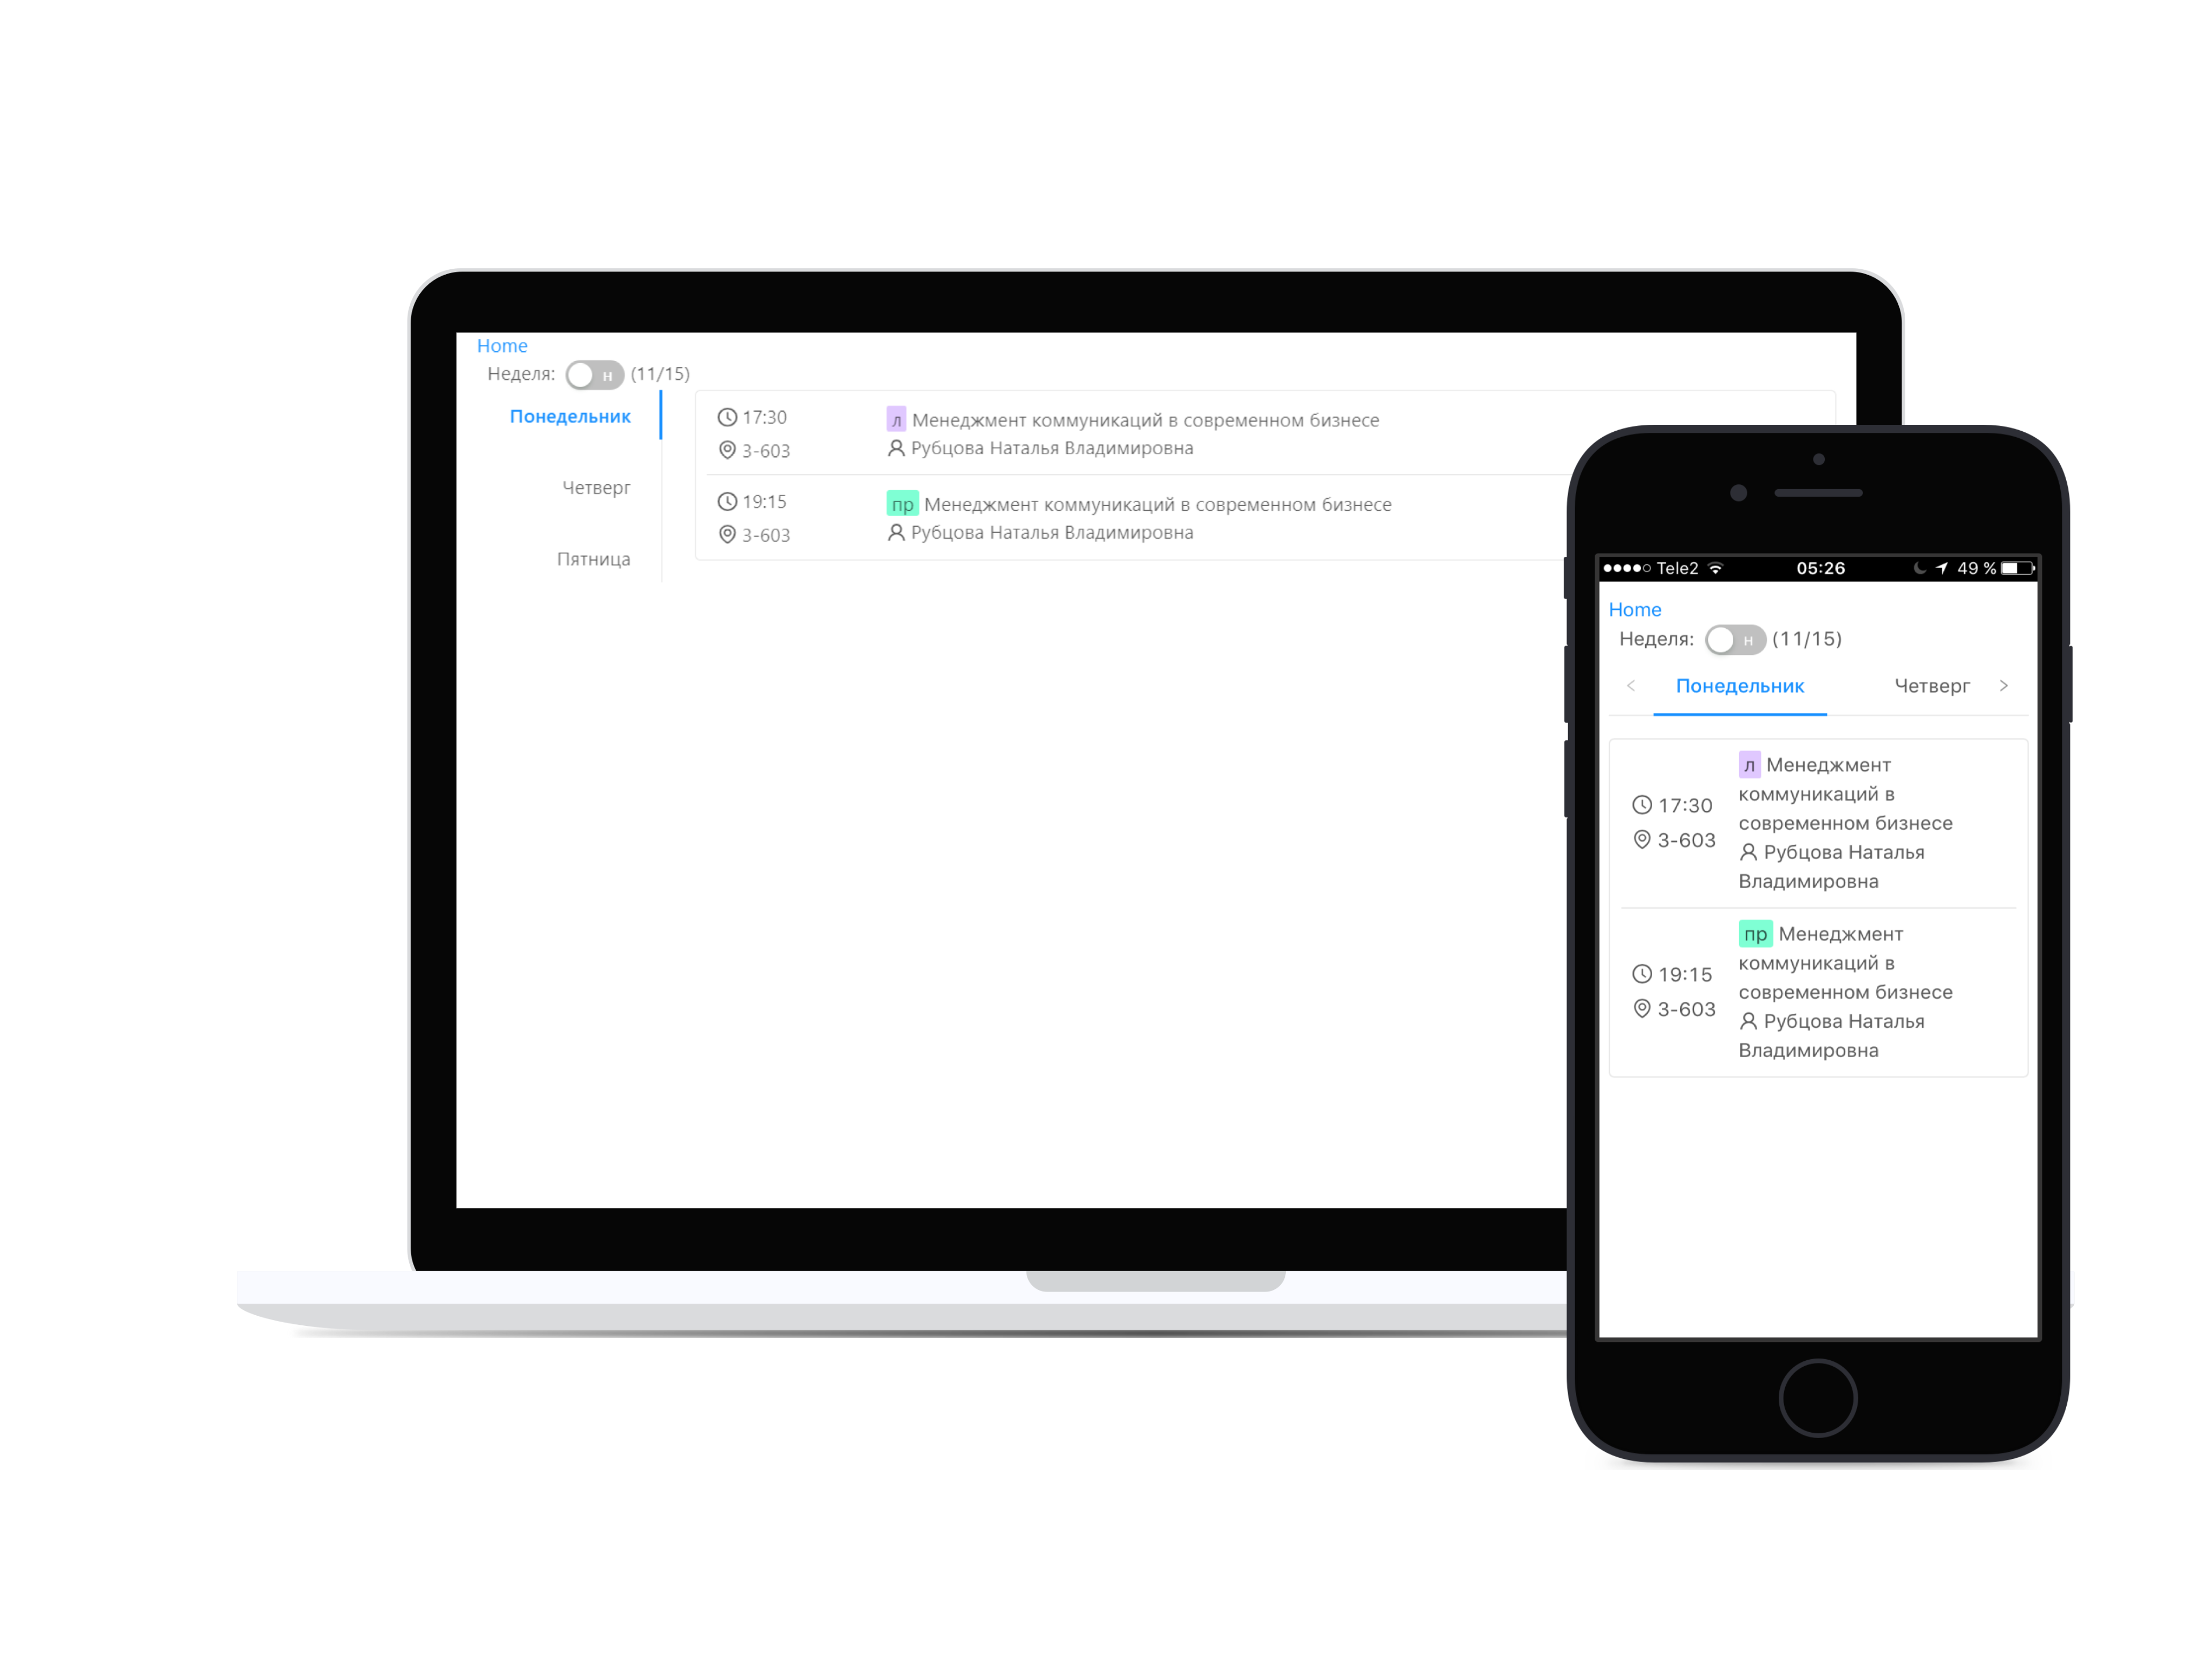 Home
Неделя: н (11/15)
Понедельник
Четверг
Пятница
17:30
3-603
л Менеджмент коммуникаций в современном бизнесе
Рубцова Наталья Владимировна
19:15
3-603
пр Менеджмент коммуникаций в современном бизнесе
Рубцова Наталья Владимировна
Tele2 05:26 49 %
Home
Неделя: н (11/15)
< Понедельник Четверг >
17:30
3-603
л Менеджмент
коммуникаций в
современном бизнесе
Рубцова Наталья
Владимировна
19:15
3-603
пр Менеджмент
коммуникаций в
современном бизнесе
Рубцова Наталья
Владимировна